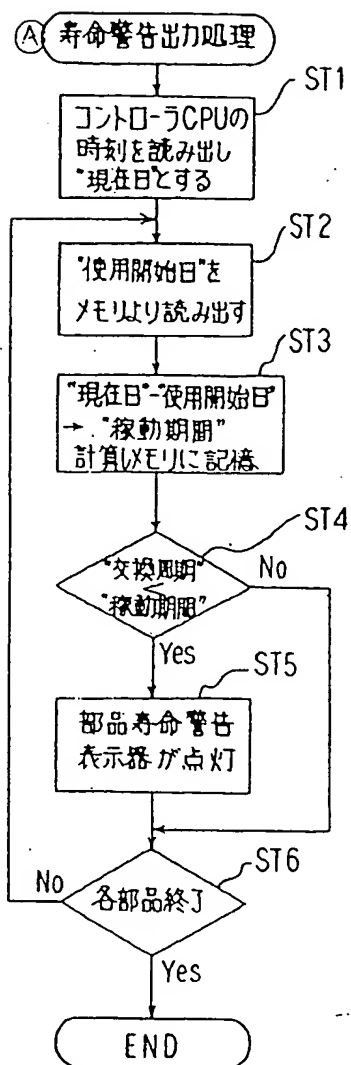 Ⓐ 寿命警告出力処理
ST1
コントローラCPUの
時刻を読み出し
"現在日"とする
ST2
"使用開始日"を
メモリより読み出す
ST3
"現在日"-"使用開始日"
→ "稼動期間"
計算しメモリに記憶
ST4
"交換周期"
<
"稼動期間"
No
Yes
ST5
部品寿命警告
表示器が点灯
ST6
No
各部品終了
Yes
END